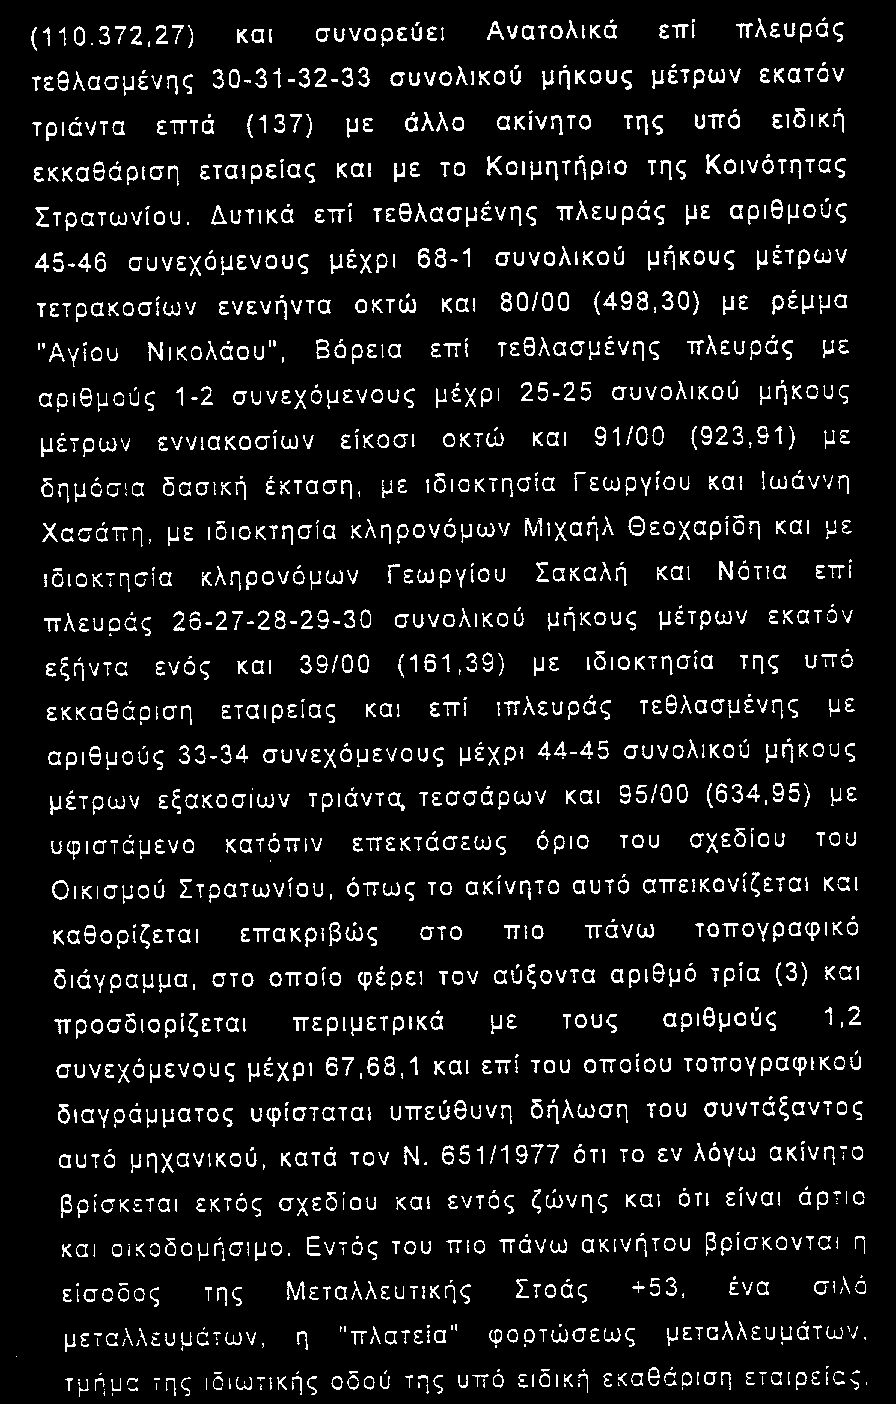 (110.372,27) και συνορεύει Ανατολικά επί πλευράς
τεθλασμένης 30-31-32-33 συνολικού μήκους μέτρων εκατόν
τριάντα επτά (137) με άλλο ακίνητο της υπό ειδική
εκκαθάριση εταιρείας και με το Κοιμητήριο της Κοινότητας
Στρατωνίου. Δυτικά επί τεθλασμένης πλευράς με αριθμούς
45-46 συνεχόμενους μέχρι 68-1 συνολικού μήκους μέτρων
τετρακοσίων ενενήντα οκτώ και 80/00 (498,30) με ρέμμα
"Αγίου Νικολάου", Βόρεια επί τεθλασμένης πλευράς με
αριθμούς 1-2 συνεχόμενους μέχρι 25-25 συνολικού μήκους
μέτρων εννιακοσίων είκοσι οκτώ και 91/00 (923,91) με
δημόσια δασική έκταση, με ιδιοκτησία Γεωργίου και Ιωάννη
Χασάπη, με ιδιοκτησία κληρονόμων Μιχαήλ Θεοχαρίδη και με
ιδιοκτησία κληρονόμων Γεωργίου Σακαλή και Νότια επί
πλευράς 26-27-28-29-30 συνολικού μήκους μέτρων εκατόν
εξήντα ενός και 39/00 (161,39) με ιδιοκτησία της υπό
εκκαθάριση εταιρείας και επί ιπλευράς τεθλασμένης με
αριθμούς 33-34 συνεχόμενους μέχρι 44-45 συνολικού μήκους
μέτρων εξακοσίων τριάντα, τεσσάρων και 95/00 (634,95) με
υφιστάμενο κατόπιν επεκτάσεως όριο του σχεδίου του
Οικισμού Στρατωνίου, όπως το ακίνητο αυτό απεικονίζεται και
καθορίζεται επακριβώς στο πιο πάνω τοπογραφικό
διάγραμμα, στο οποίο φέρει τον αύξοντα αριθμό τρία (3) και
προσδιορίζεται περιμετρικά με τους αριθμούς 1,2
συνεχόμενους μέχρι 67,68,1 και επί του οποίου τοπογραφικού
διαγράμματος υφίσταται υπεύθυνη δήλωση του συντάξαντος
αυτό μηχανικού, κατά τον Ν. 651/1977 ότι το εν λόγω ακίνητο
βρίσκεται εκτός σχεδίου και εντός ζώνης και ότι είναι άρτιο
και οικοδομήσιμο. Εντός του πιο πάνω ακινήτου βρίσκονται η
είσοδος της Μεταλλευτικής Στοάς +53, ένα σιλό
μεταλλευμάτων, η "πλατεία" φορτώσεως μεταλλευμάτων,
τμήμα της ιδιωτικής οδού της υπό ειδική εκαθάριση εταιρείας,